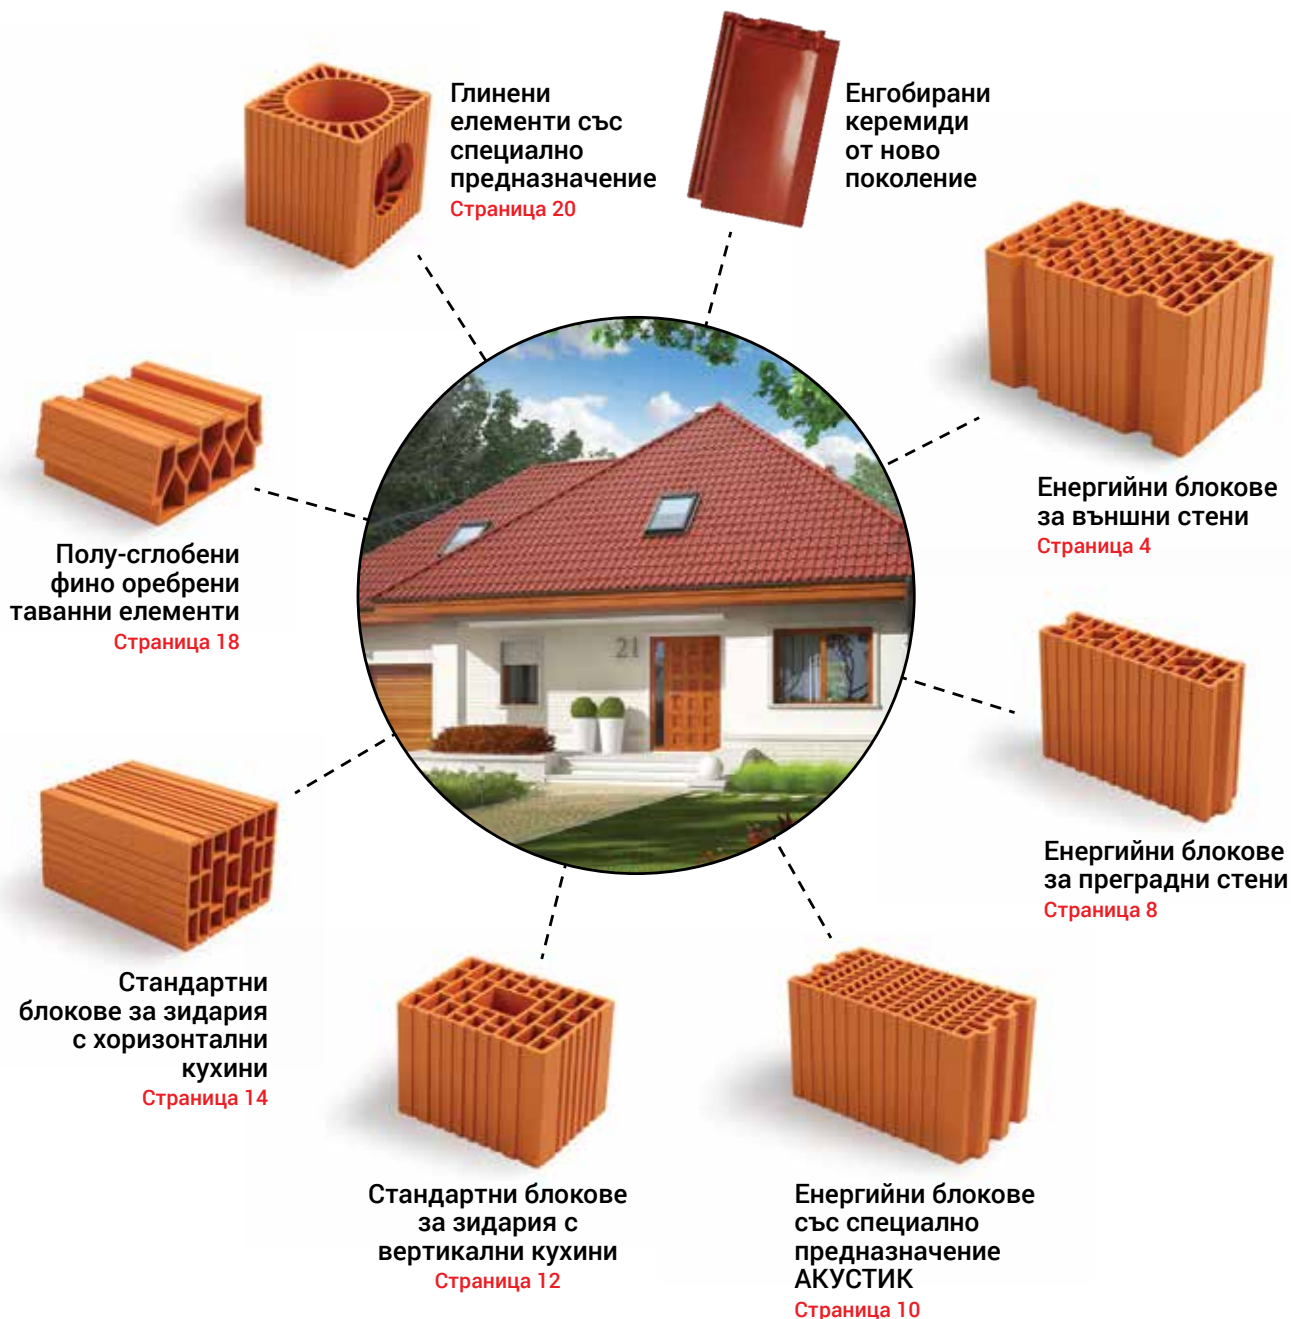 Глинени
елементи със
специално
предназначение
Страница 20
Енгобирани
керемиди
от ново
поколение
Енергийни блокове
за външни стени
Страница 4
Полу-сглобени
фино оребрени
таванни елементи
Страница 18
21
Енергийни блокове
за преградни стени
Страница 8
Стандартни
блокове за зидария
с хоризонтални
кухини
Страница 14
Стандартни блокове
за зидария с
вертикални кухини
Страница 12
Енергийни блокове
със специално
предназначение
АКУСТИК
Страница 10